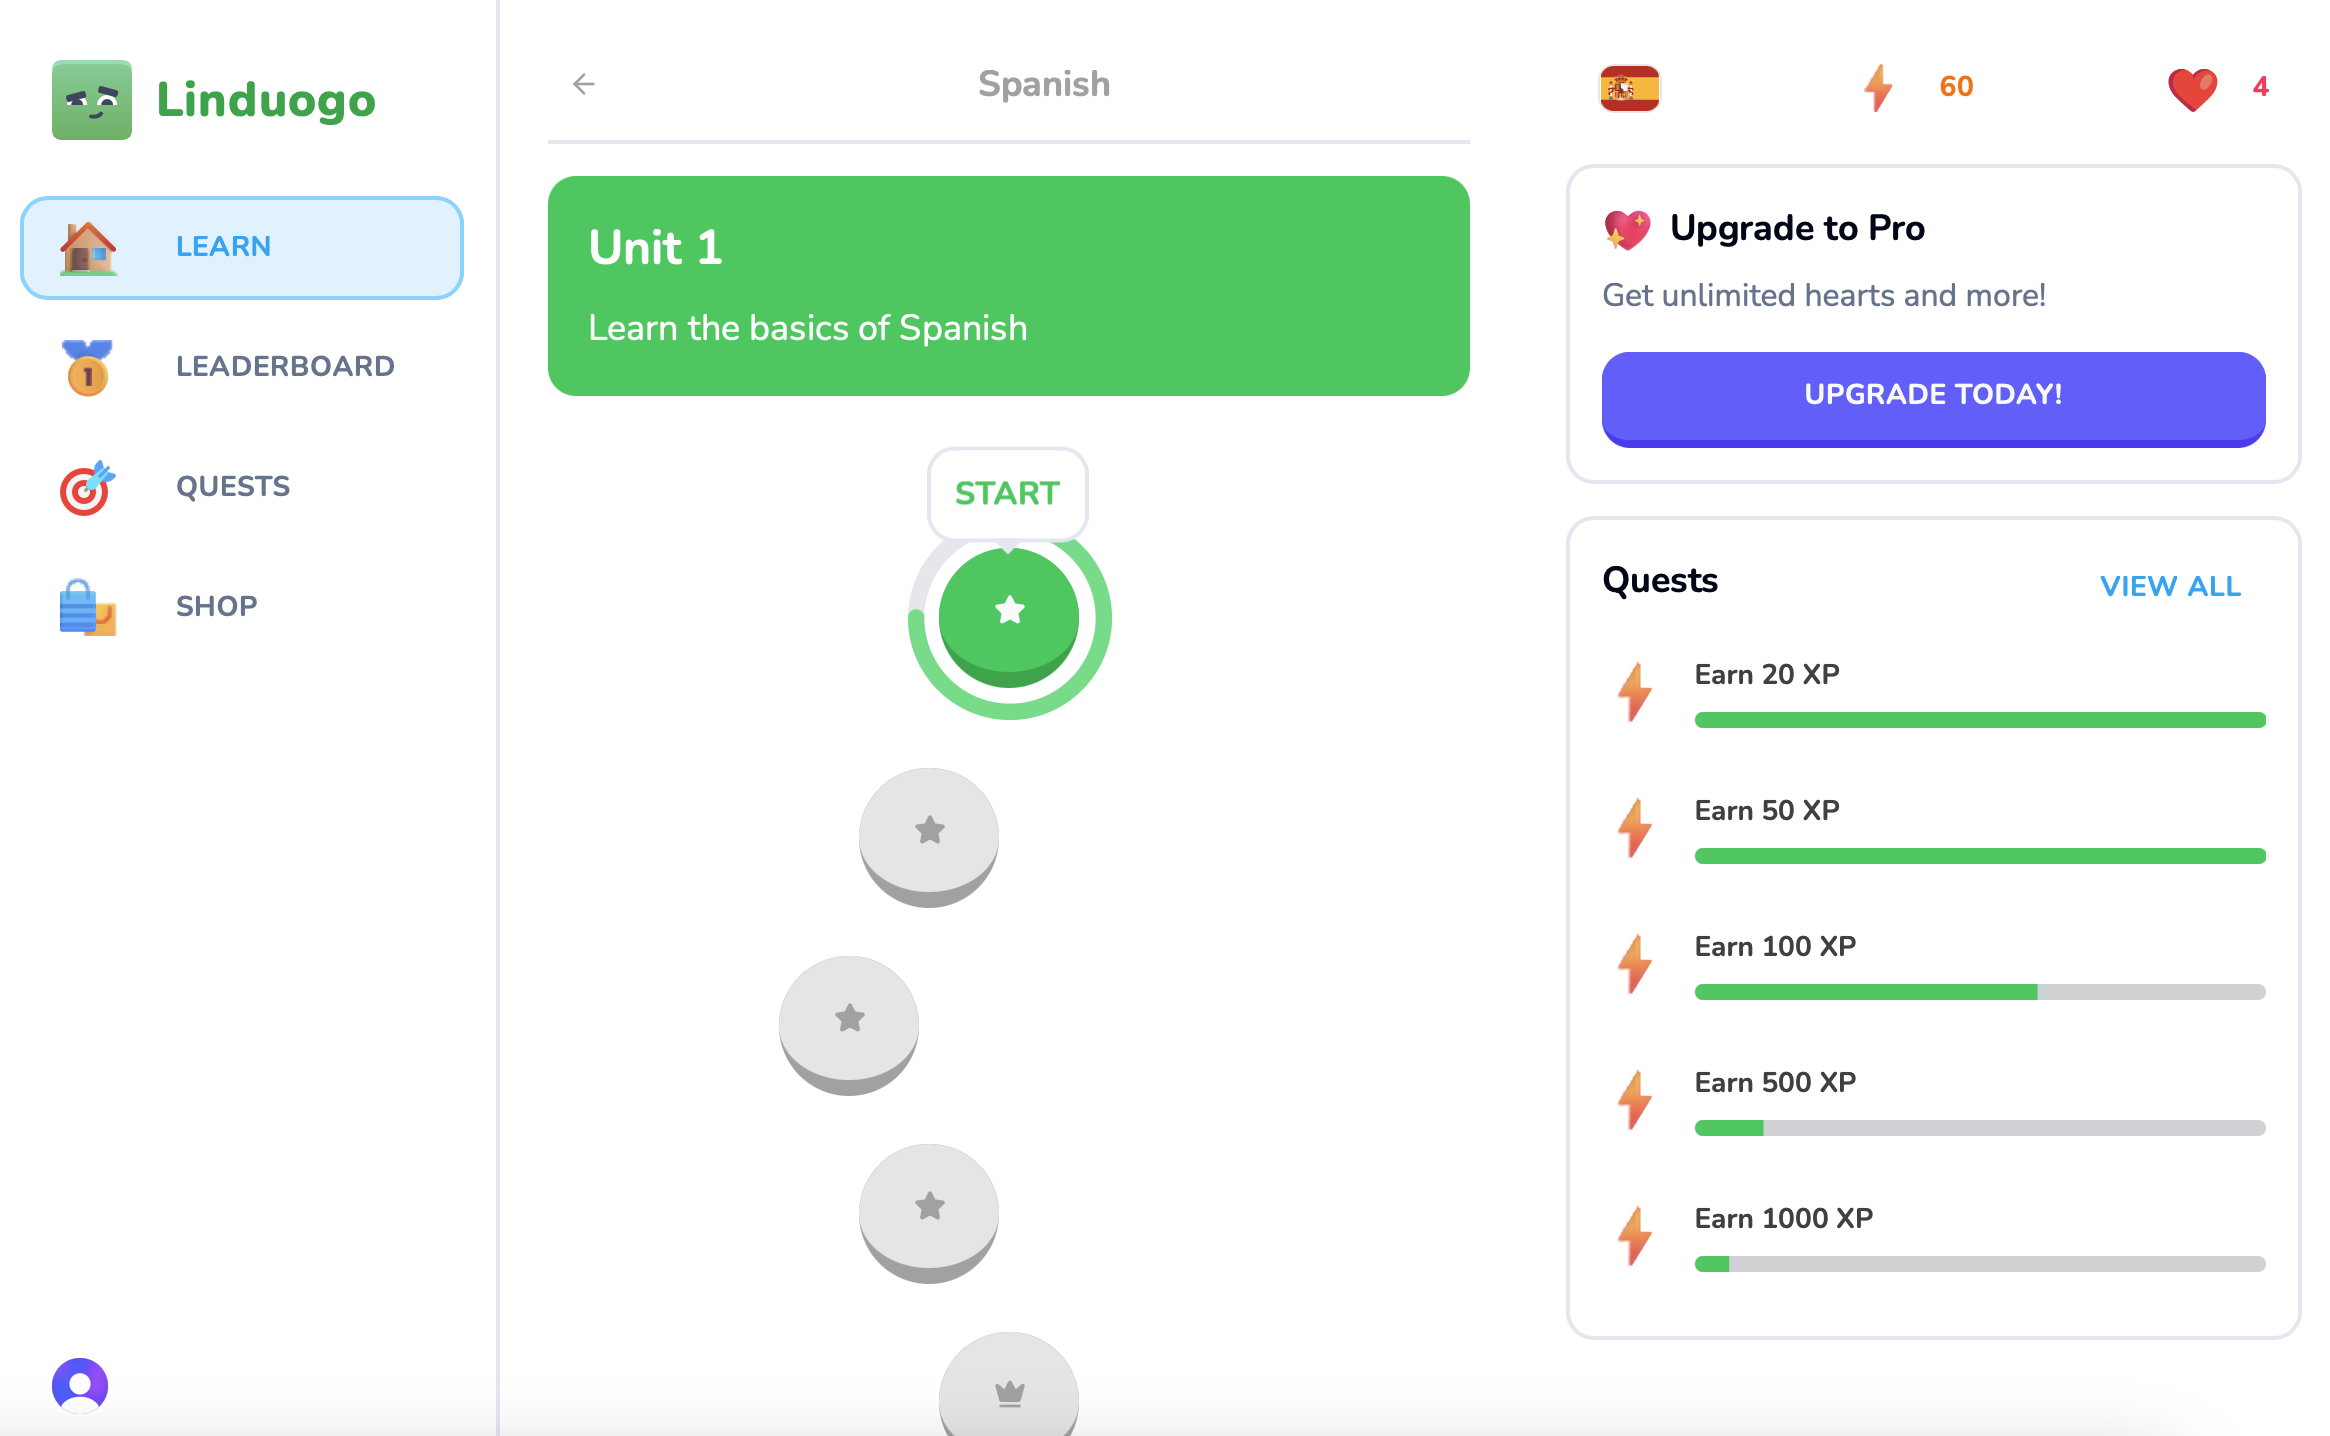 Linduogo
LEARN
LEADERBOARD
1
QUESTS
SHOP
Spanish
Unit 1
Learn the basics of Spanish
START
60
4
Upgrade to Pro
Get unlimited hearts and more!
UPGRADE TODAY!
Quests
VIEW ALL
Earn 20 XP
Earn 50 XP
Earn 100 XP
Earn 500 XP
Earn 1000 XP